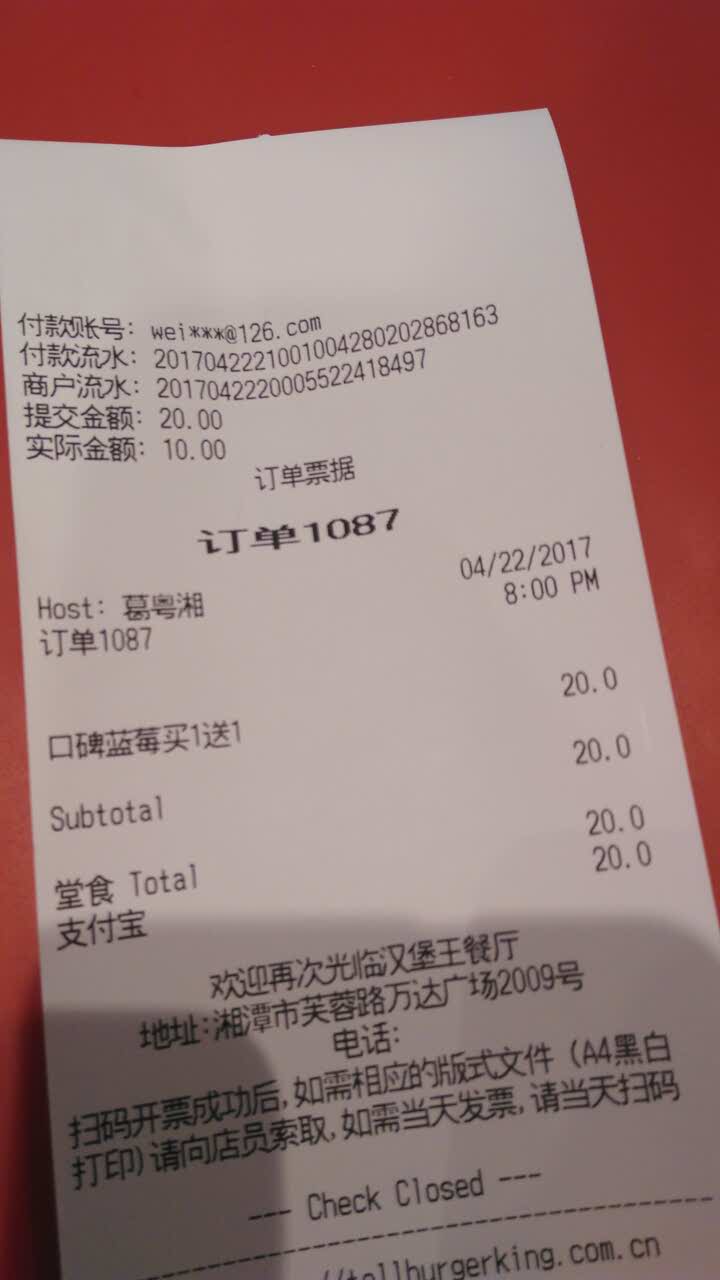 付款账号: wei***@126.com
付款流水: 2017042221001004280202868163
商户流水: 2017042220005522418497
提交金额: 20.00
实际金额: 10.00
订单票据
订单1087
04/22/2017
Host: 葛粤湘 8:00 PM
订单1087
20.0
口碑蓝莓买1送1
20.0
Subtotal
20.0
堂食 Total 20.0
支付宝
欢迎再次光临汉堡王餐厅
地址:湘潭市芙蓉路万达广场2009号
电话:
扫码开票成功后,如需相应的版式文件 (A4黑白
打印) 请向店员索取,如需当天发票,请当天扫码
--- Check Closed ---
//tellburgerking.com.cn